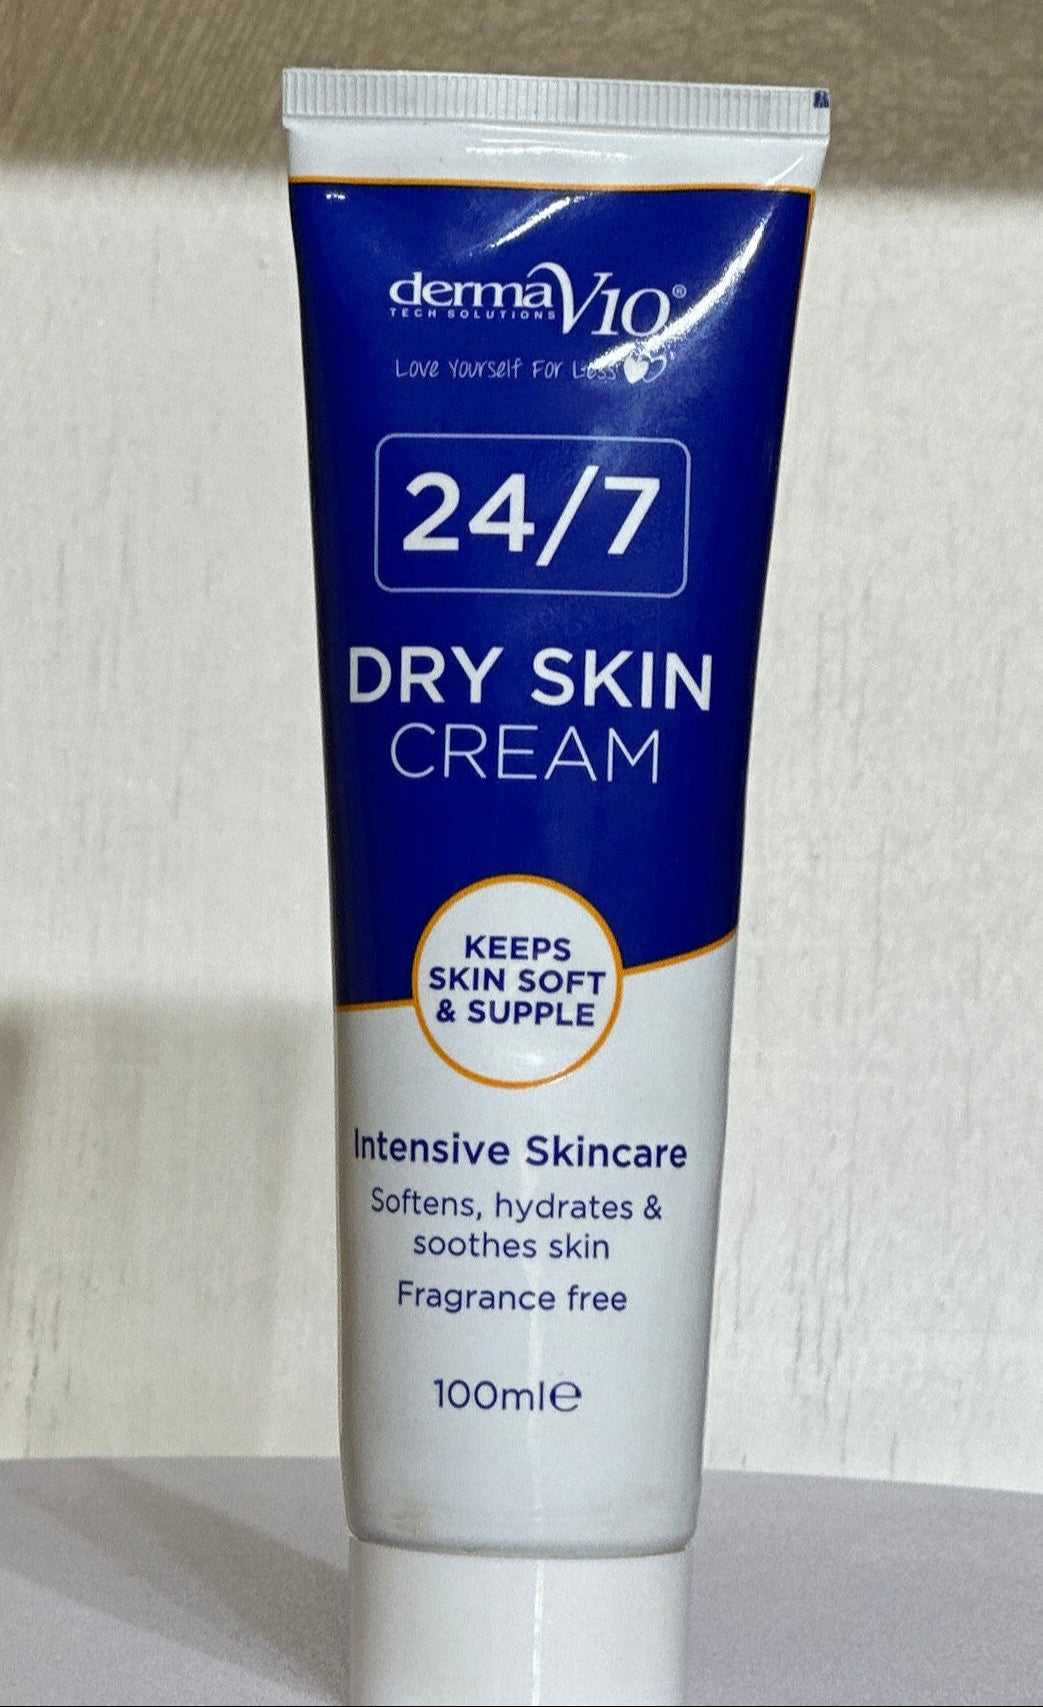 dermaV10®
TECH SOLUTIONS
Love Yourself For Less
24/7
DRY SKIN
CREAM
KEEPS
SKIN SOFT
& SUPPLE
Intensive Skincare
Softens, hydrates &
soothes skin
Fragrance free
100ml℮